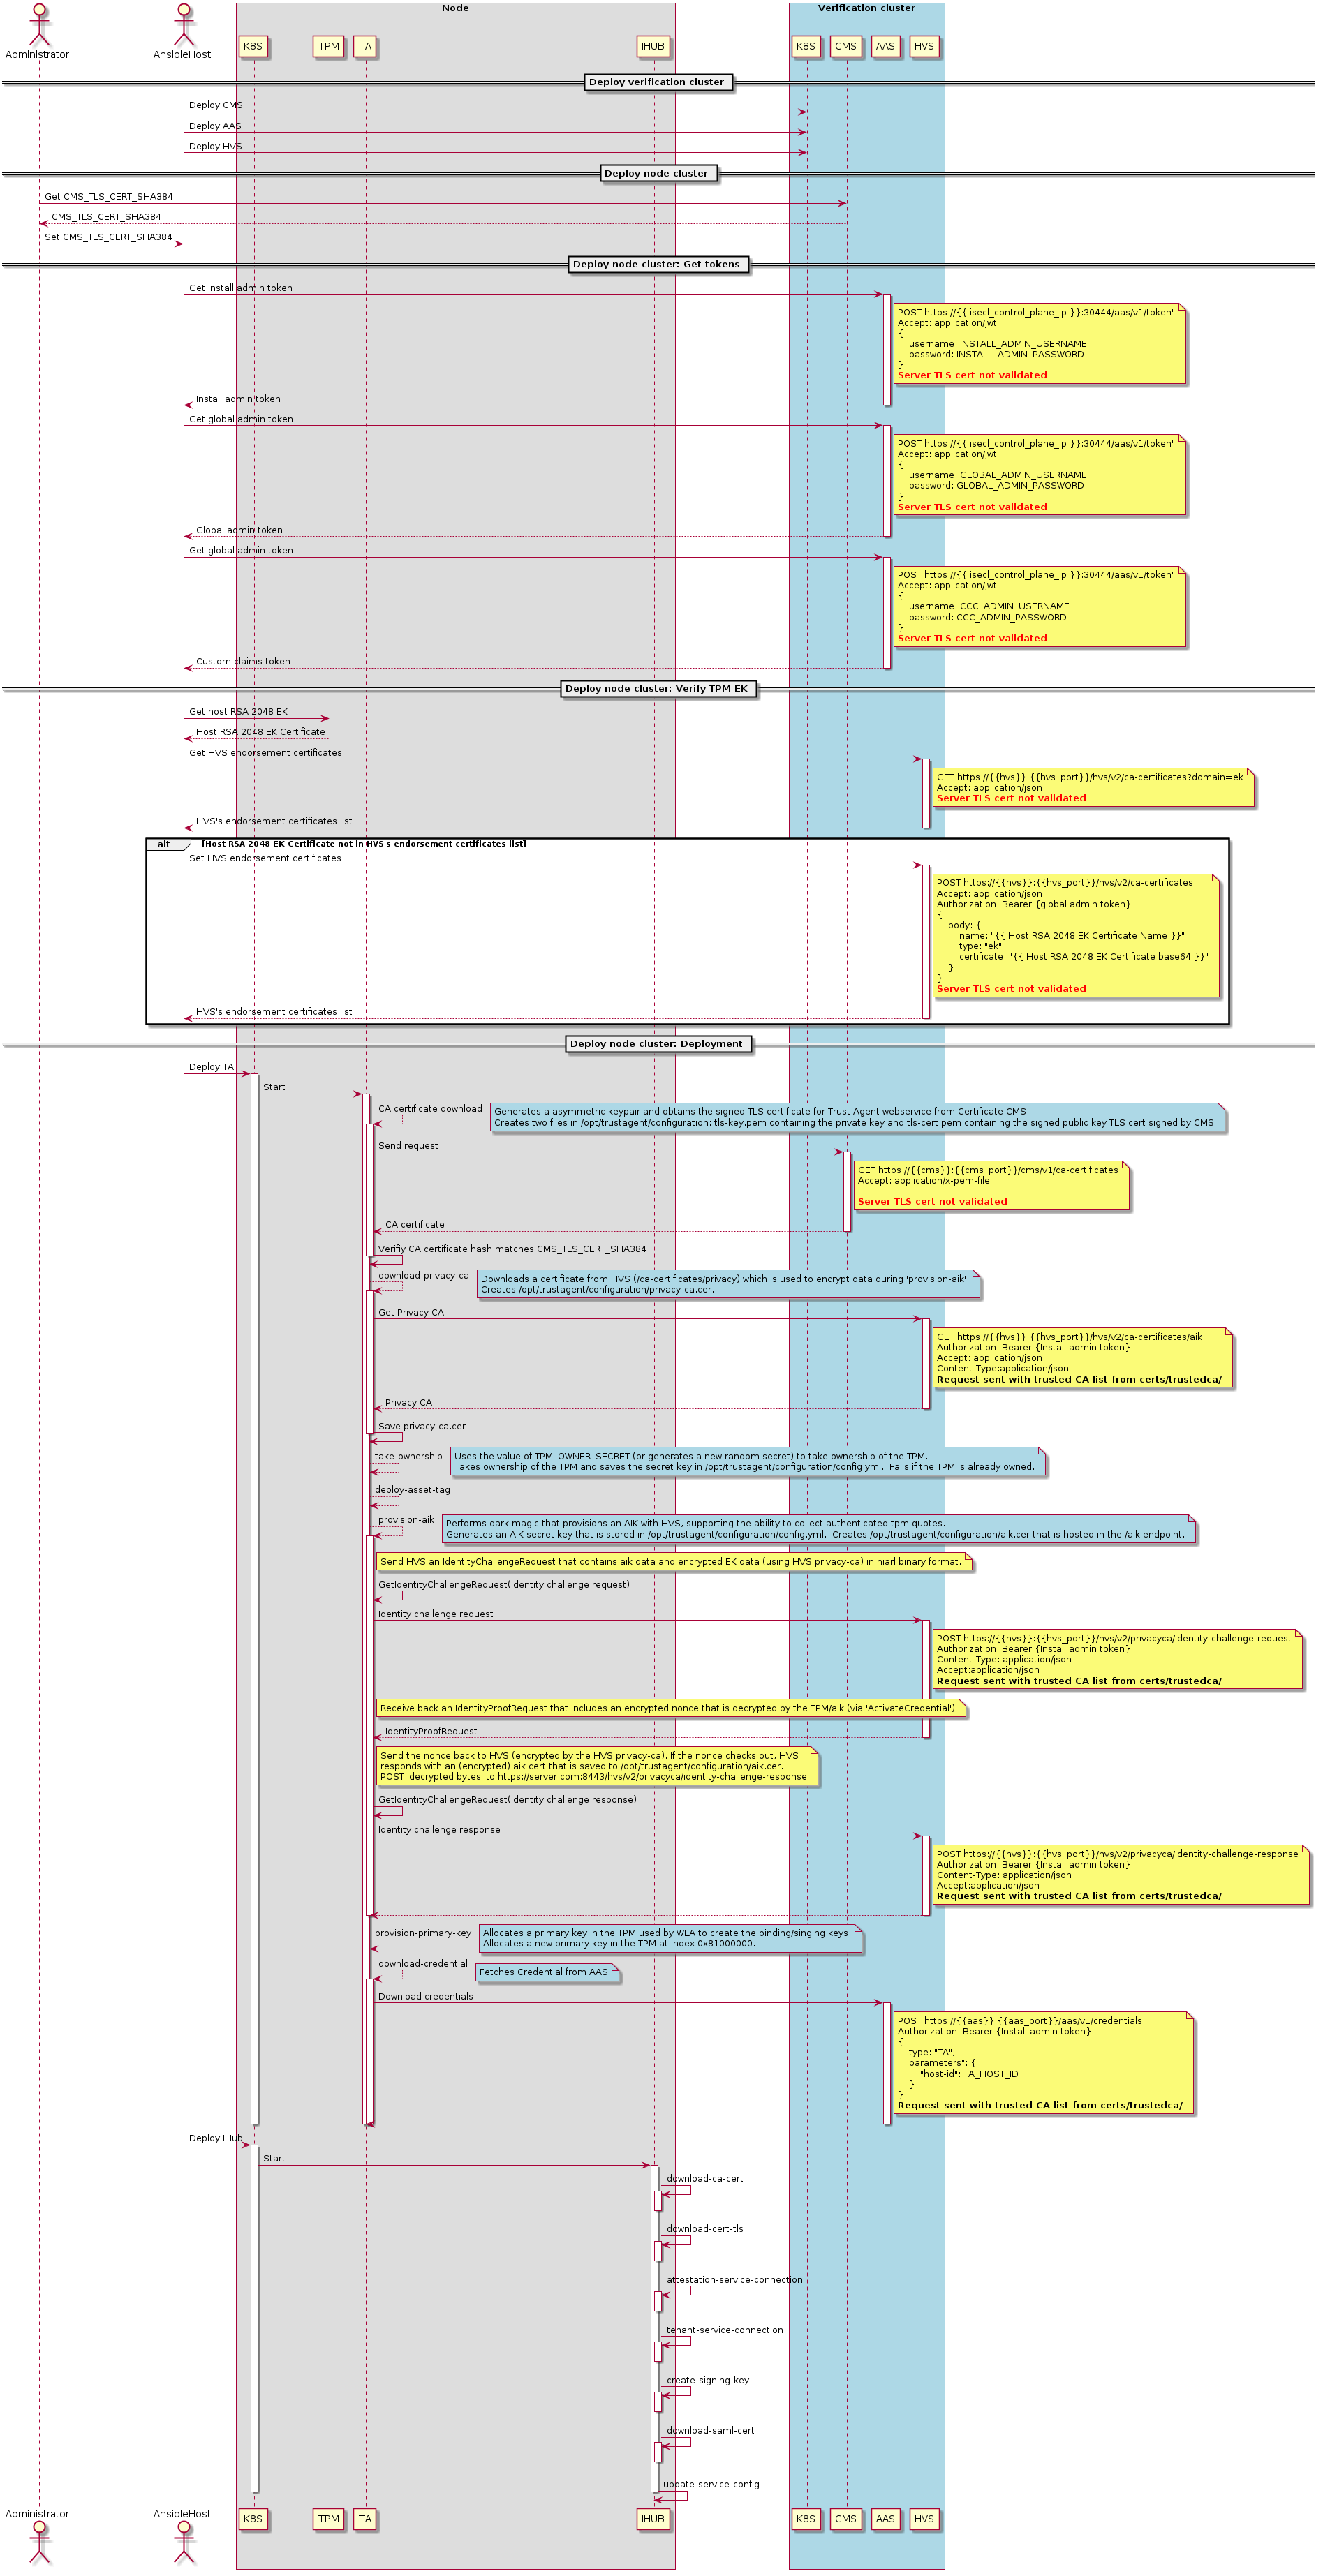 Node
Verification cluster
Administrator
AnsibleHost
K8S
TPM
TA
IHUB
K8S
CMS
AAS
HVS
Deploy verification cluster
Deploy CMS
Deploy AAS
Deploy HVS
Deploy node cluster
Get CMS_TLS_CERT_SHA384
CMS_TLS_CERT_SHA384
Set CMS_TLS_CERT_SHA384
Deploy node cluster: Get tokens
Get install admin token
POST https://{{ isecl_control_plane_ip }}:30444/aas/v1/token"
Accept: application/jwt
{
username: INSTALL_ADMIN_USERNAME
password: INSTALL_ADMIN_PASSWORD
}
Server TLS cert not validated
Install admin token
Get global admin token
POST https://{{ isecl_control_plane_ip }}:30444/aas/v1/token"
Accept: application/jwt
{
username: GLOBAL_ADMIN_USERNAME
password: GLOBAL_ADMIN_PASSWORD
}
Server TLS cert not validated
Global admin token
Get global admin token
POST https://{{ isecl_control_plane_ip }}:30444/aas/v1/token"
Accept: application/jwt
{
username: CCC_ADMIN_USERNAME
password: CCC_ADMIN_PASSWORD
}
Server TLS cert not validated
Custom claims token
Deploy node cluster: Verify TPM EK
Get host RSA 2048 EK
Host RSA 2048 EK Certificate
Get HVS endorsement certificates
GET https://{{hvs}}:{{hvs_port}}/hvs/v2/ca-certificates?domain=ek
Accept: application/json
Server TLS cert not validated
HVS's endorsement certificates list
alt [Host RSA 2048 EK Certificate not in HVS's endorsement certificates list]
Set HVS endorsement certificates
POST https://{{hvs}}:{{hvs_port}}/hvs/v2/ca-certificates
Accept: application/json
Authorization: Bearer {global admin token}
{
body: {
name: "{{ Host RSA 2048 EK Certificate Name }}"
type: "ek"
certificate: "{{ Host RSA 2048 EK Certificate base64 }}"
}
}
Server TLS cert not validated
HVS's endorsement certificates list
Deploy node cluster: Deployment
Deploy TA
Start
CA certificate download
Generates a asymmetric keypair and obtains the signed TLS certificate for Trust Agent webservice from Certificate CMS
Creates two files in /opt/trustagent/configuration: tls-key.pem containing the private key and tls-cert.pem containing the signed public key TLS cert signed by CMS
Send request
GET https://{{cms}}:{{cms_port}}/cms/v1/ca-certificates
Accept: application/x-pem-file
Server TLS cert not validated
CA certificate
Verifiy CA certificate hash matches CMS_TLS_CERT_SHA384
download-privacy-ca
Downloads a certificate from HVS (/ca-certificates/privacy) which is used to encrypt data during 'provision-aik'.
Creates /opt/trustagent/configuration/privacy-ca.cer.
Get Privacy CA
GET https://{{hvs}}:{{hvs_port}}/hvs/v2/ca-certificates/aik
Authorization: Bearer {Install admin token}
Accept: application/json
Content-Type:application/json
Request sent with trusted CA list from certs/trustedca/
Privacy CA
Save privacy-ca.cer
take-ownership
Uses the value of TPM_OWNER_SECRET (or generates a new random secret) to take ownership of the TPM.
Takes ownership of the TPM and saves the secret key in /opt/trustagent/configuration/config.yml.  Fails if the TPM is already owned.
deploy-asset-tag
provision-aik
Performs dark magic that provisions an AIK with HVS, supporting the ability to collect authenticated tpm quotes.
Generates an AIK secret key that is stored in /opt/trustagent/configuration/config.yml.  Creates /opt/trustagent/configuration/aik.cer that is hosted in the /aik endpoint.
Send HVS an IdentityChallengeRequest that contains aik data and encrypted EK data (using HVS privacy-ca) in niarl binary format.
GetIdentityChallengeRequest(Identity challenge request)
Identity challenge request
POST https://{{hvs}}:{{hvs_port}}/hvs/v2/privacyca/identity-challenge-request
Authorization: Bearer {Install admin token}
Content-Type: application/json
Accept:application/json
Request sent with trusted CA list from certs/trustedca/
Receive back an IdentityProofRequest that includes an encrypted nonce that is decrypted by the TPM/aik (via 'ActivateCredential')
IdentityProofRequest
Send the nonce back to HVS (encrypted by the HVS privacy-ca). If the nonce checks out, HVS
responds with an (encrypted) aik cert that is saved to /opt/trustagent/configuration/aik.cer.
POST 'decrypted bytes' to https://server.com:8443/hvs/v2/privacyca/identity-challenge-response
GetIdentityChallengeRequest(Identity challenge response)
Identity challenge response
POST https://{{hvs}}:{{hvs_port}}/hvs/v2/privacyca/identity-challenge-response
Authorization: Bearer {Install admin token}
Content-Type: application/json
Accept:application/json
Request sent with trusted CA list from certs/trustedca/
provision-primary-key
Allocates a primary key in the TPM used by WLA to create the binding/singing keys.
Allocates a new primary key in the TPM at index 0x81000000.
download-credential
Fetches Credential from AAS
Download credentials
POST https://{{aas}}:{{aas_port}}/aas/v1/credentials
Authorization: Bearer {Install admin token}
{
type: "TA",
parameters": {
"host-id": TA_HOST_ID
}
}
Request sent with trusted CA list from certs/trustedca/
Deploy IHub
Start
download-ca-cert
download-cert-tls
attestation-service-connection
tenant-service-connection
create-signing-key
download-saml-cert
update-service-config
Administrator
AnsibleHost
K8S
TPM
TA
IHUB
K8S
CMS
AAS
HVS